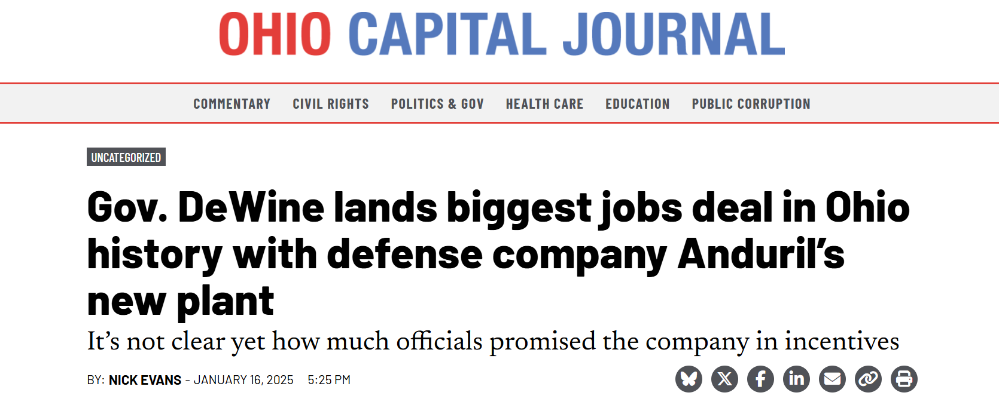 OHIO CAPITAL JOURNAL
COMMENTARY CIVIL RIGHTS POLITICS & GOV HEALTH CARE EDUCATION PUBLIC CORRUPTION
UNCATEGORIZED
Gov. DeWine lands biggest jobs deal in Ohio
history with defense company Anduril’s
new plant
It’s not clear yet how much officials promised the company in incentives
BY: NICK EVANS - JANUARY 16, 2025 5:25 PM